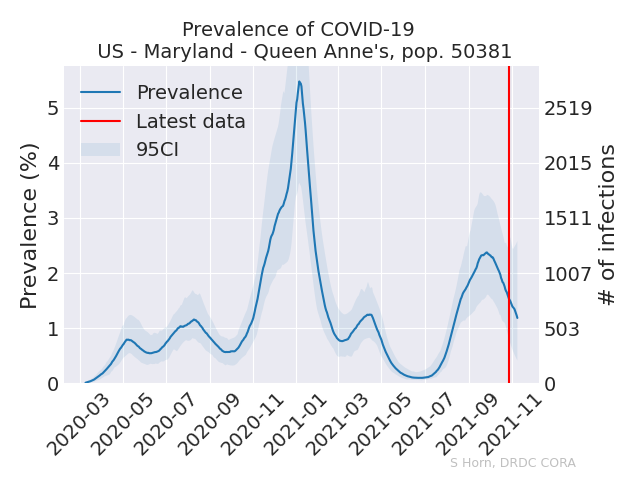 Prevalence of COVID-19
US - Maryland - Queen Anne's, pop. 50381
Prevalence
Latest data
95CI
Prevalence (%)
5
4
3
2
1
0
2519
2015
1511
1007
503
0
# of infections
2020-03
2020-05
2020-07
2020-09
2020-11
2021-01
2021-03
2021-05
2021-07
2021-09
2021-11
S Horn, DRDC CORA